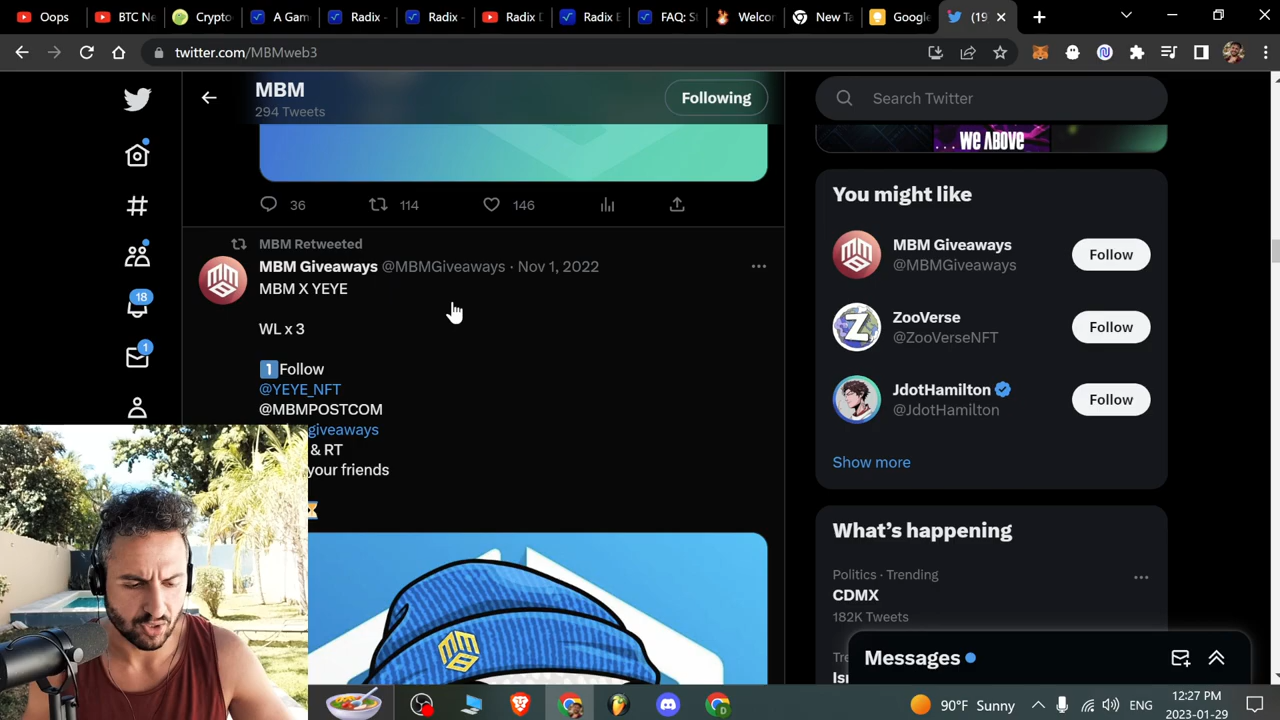 Oops
BTC Ne
Crypto
A Gam
Radix -
Radix -
Radix D
Radix E
FAQ: S
Welcor
New Ta
Google
(19
twitter.com/MBMweb3
MBM
294 Tweets
Following
Search Twitter
... WE ABOVE
36
114
146
You might like
MBM Giveaways
@MBMGiveaways
Follow
ZooVerse
@ZooVerseNFT
Follow
JdotHamilton
@JdotHamilton
Follow
Show more
MBM Retweeted
MBM Giveaways @MBMGiveaways · Nov 1, 2022
MBM X YEYE
WL x 3
1 Follow
@YEYE_NFT
@MBMPOSTCOM
giveaways
& RT
your friends
18
1
What's happening
Politics · Trending
CDMX
182K Tweets
Tre
Isr
Messages
90°F Sunny
ENG
12:27 PM
2023-01-29